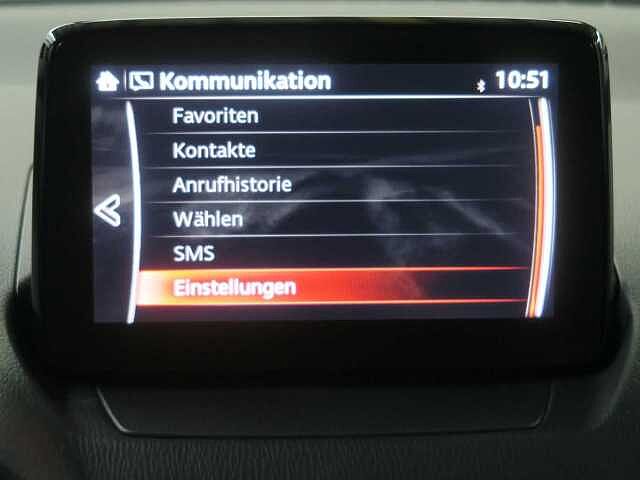 Kommunikation 10:51
Favoriten
Kontakte
Anrufhistorie
Wählen
SMS
Einstellungen